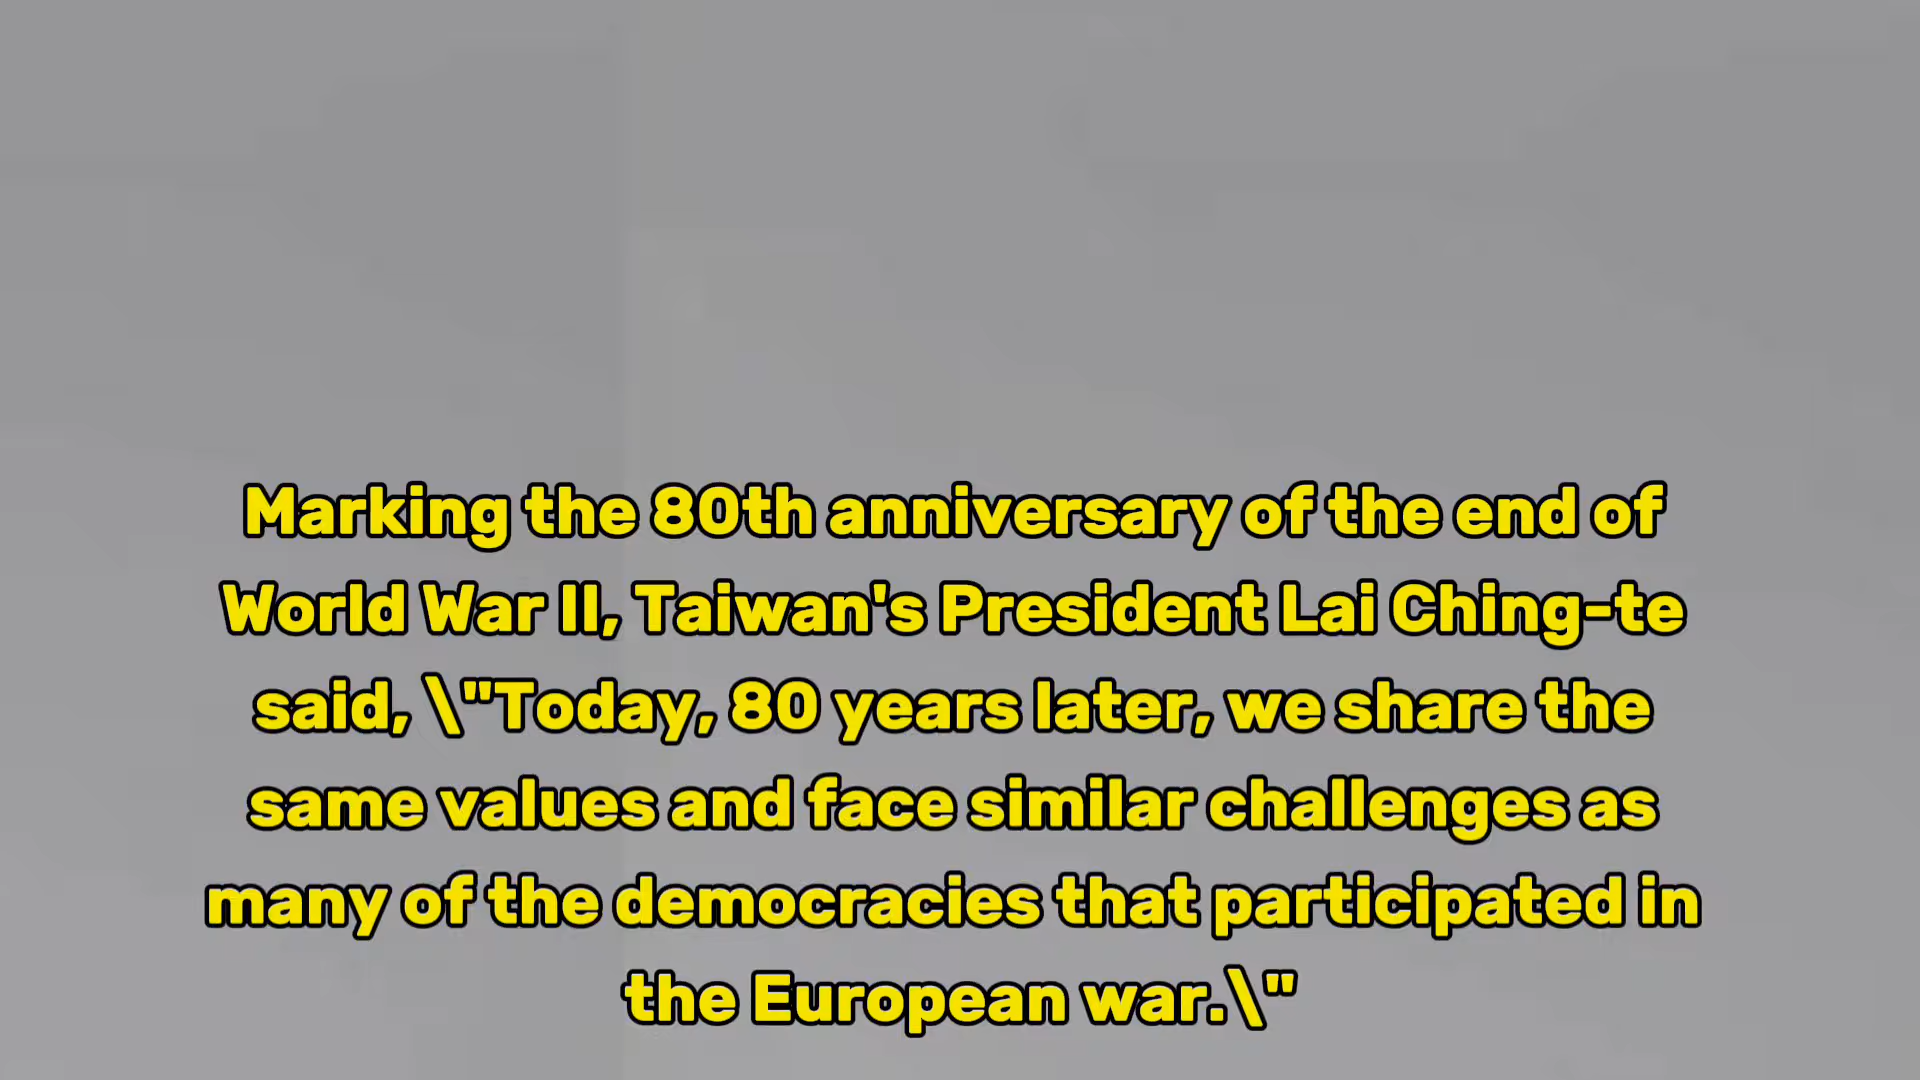 Marking the 80th anniversary of the end of
World War II, Taiwan's President Lai Ching-te
said, \"Today, 80 years later, we share the
same values and face similar challenges as
many of the democracies that participated in
the European war.\"